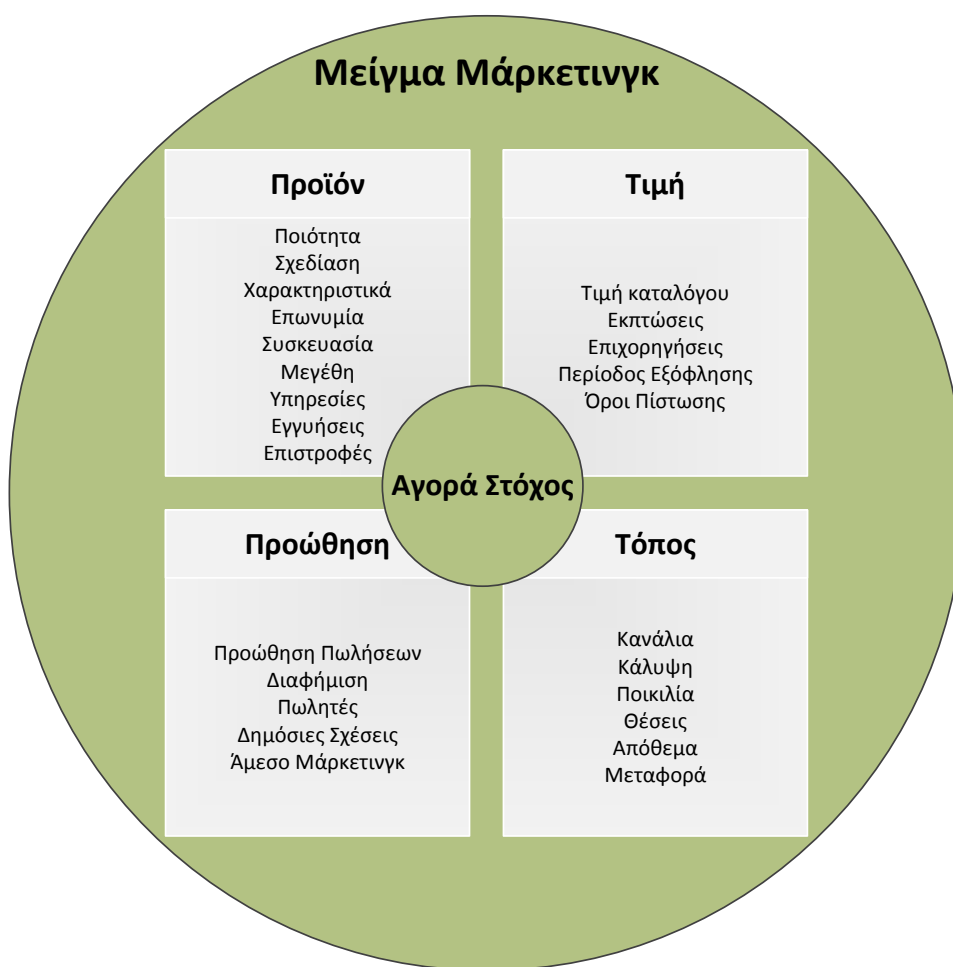 Μείγμα Μάρκετινγκ
Προϊόν
Ποιότητα
Σχεδίαση
Χαρακτηριστικά
Επωνυμία
Συσκευασία
Μεγέθη
Υπηρεσίες
Εγγυήσεις
Επιστροφές
Τιμή
Τιμή καταλόγου
Εκπτώσεις
Επιχορηγήσεις
Περίοδος Εξόφλησης
Όροι Πίστωσης
Αγορά Στόχος
Προώθηση
Προώθηση Πωλήσεων
Διαφήμιση
Πωλητές
Δημόσιες Σχέσεις
Άμεσο Μάρκετινγκ
Τόπος
Κανάλια
Κάλυψη
Ποικιλία
Θέσεις
Απόθεμα
Μεταφορά